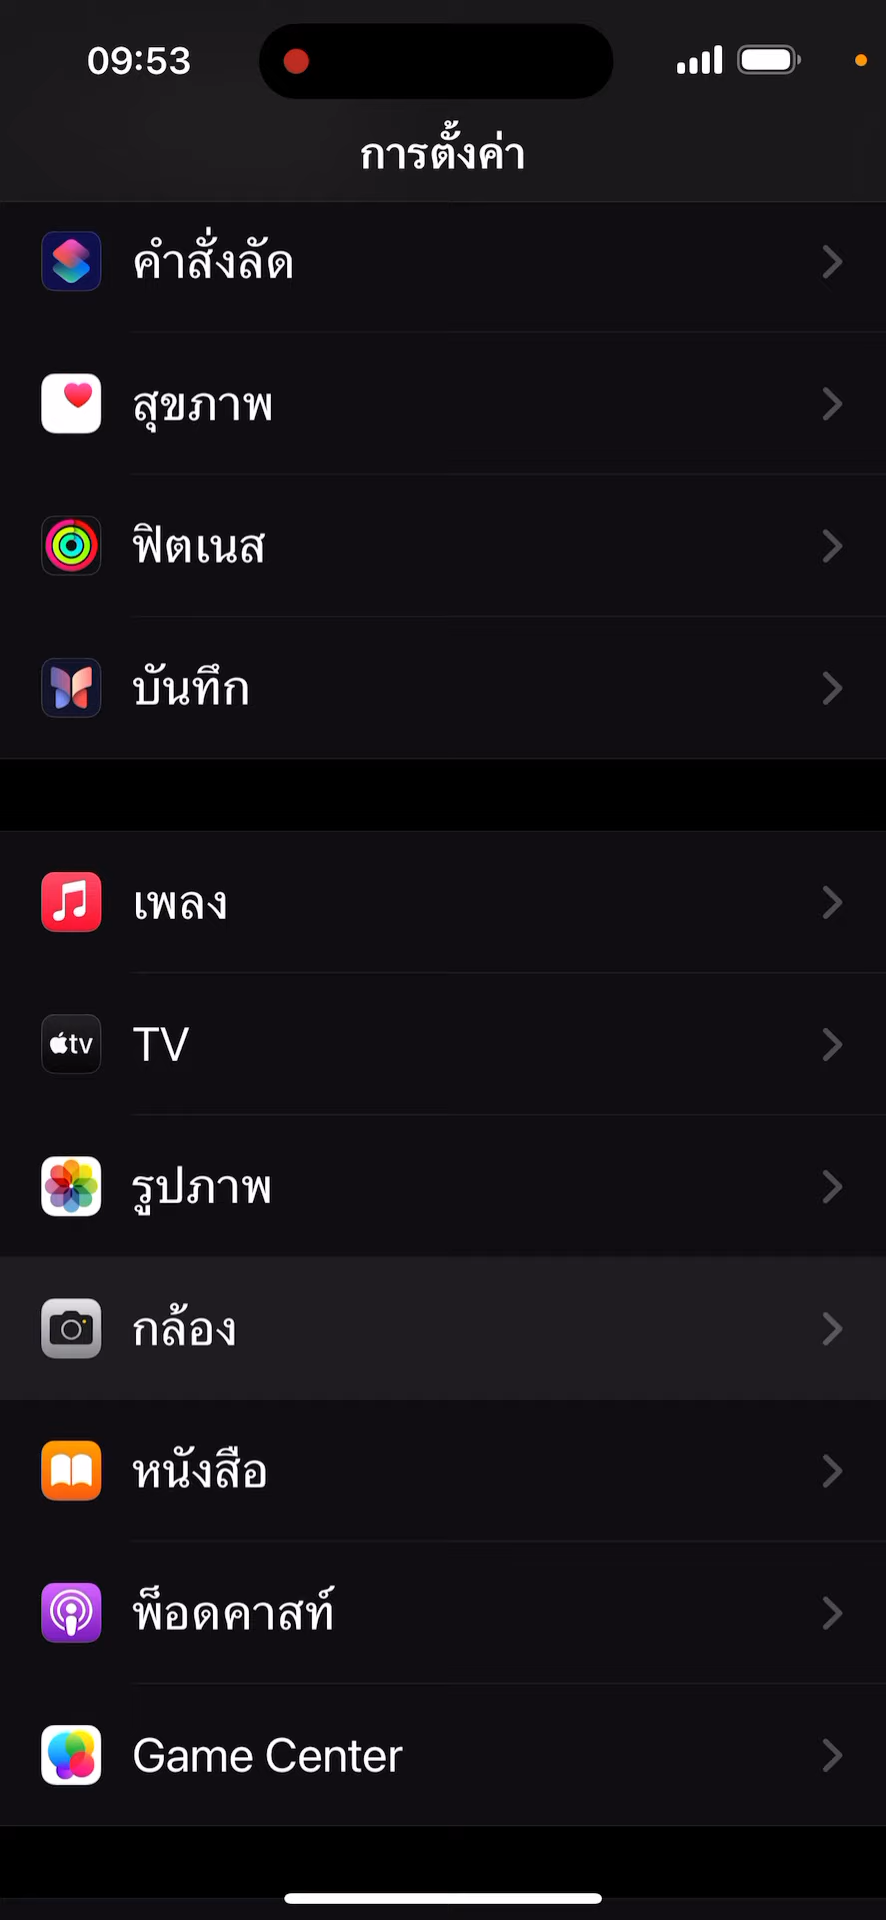 09:53
การตั้งค่า
คำสั่งลัด
สุขภาพ
ฟิตเนส
บันทึก
เพลง
tv
TV
รูปภาพ
กล้อง
หนังสือ
พ็อดคาสท์
Game Center